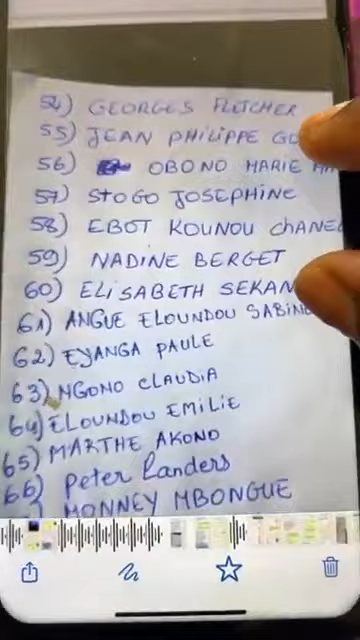 54) GEORGES FLETCHER
55) JEAN PHILIPPE
56) OBONO MARIE
57) STOGO JOSEPHINE
58) EBOT KOUNOU CHANEL
59) NADINE BERGET
60) ELISABETH SEKAN
61) ANGUE ELOUNDOU SABINE
62) EYANGA PAULE
63) NGONO CLAUDIA
64) ELOUNDOU EMILIE
65) MARTHE AKONO
66) Peter Landers
MONNEY MBONGUE